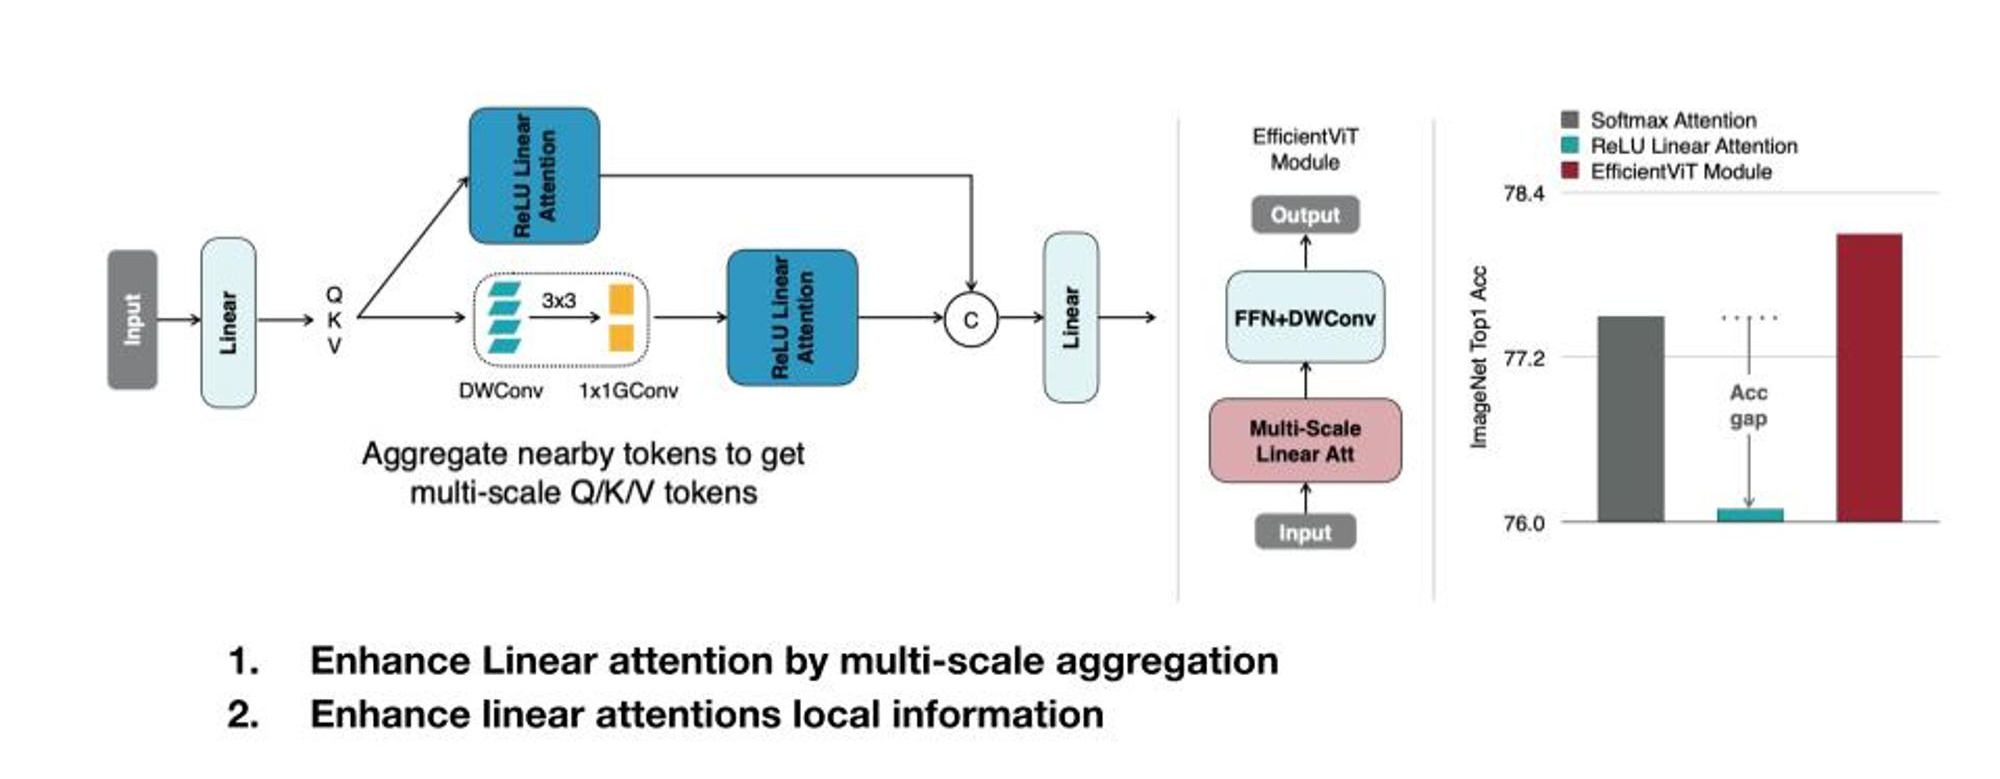 Input
Linear
Q
K
V
ReLU Linear
Attention
3x3
DWConv
1x1GConv
ReLU Linear
Attention
C
Linear
Aggregate nearby tokens to get
multi-scale Q/K/V tokens
EfficientViT
Module
Output
FFN+DWConv
Multi-Scale
Linear Att
Input
Softmax Attention
ReLU Linear Attention
EfficientViT Module
ImageNet Top1 Acc
78.4
77.2
76.0
Acc
gap
1. Enhance Linear attention by multi-scale aggregation
2. Enhance linear attentions local information